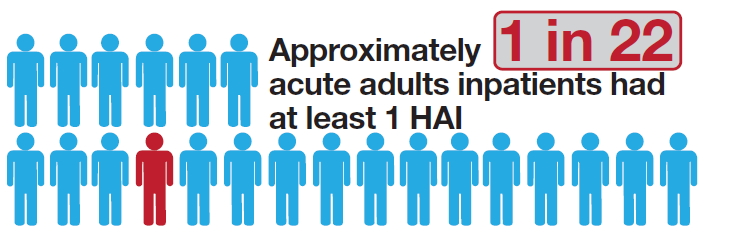 Approximately 1 in 22
acute adults inpatients had
at least 1 HAI